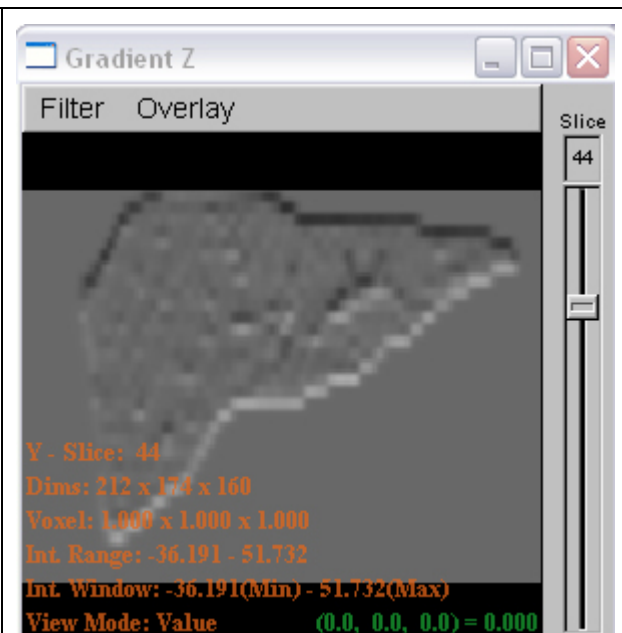 Gradient Z
Filter Overlay
Slice
44
Y - Slice: 44
Dims: 212 x 174 x 160
Voxel: 1.000 x 1.000 x 1.000
Int. Range: -36.191 - 51.732
Int. Window: -36.191(Min) - 51.732(Max)
View Mode: Value (0.0, 0.0, 0.0) = 0.000